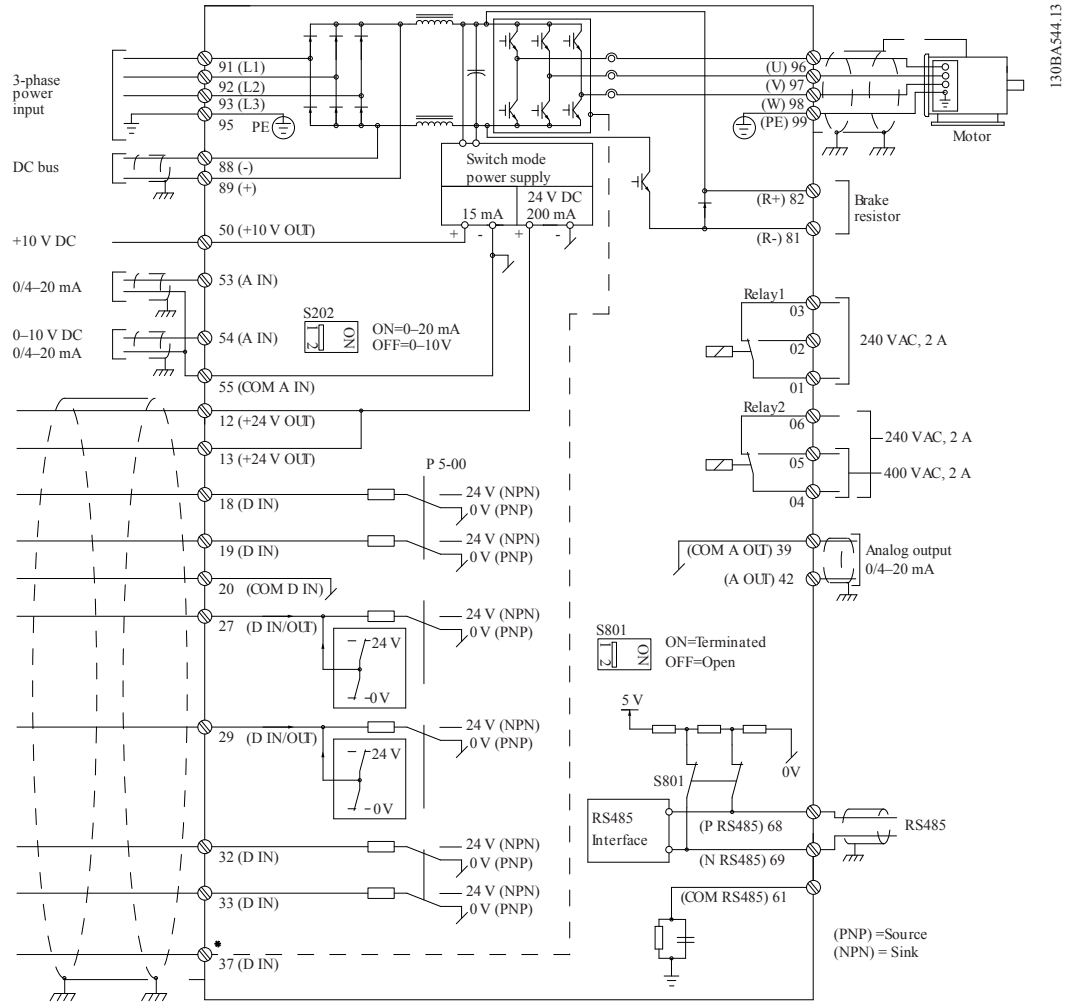 130BA544.13
3-phase
power
input
91 (L1)
92 (L2)
93 (L3)
95
PE
DC bus
88 (-)
89 (+)
+10 V DC
50 (+10 V OUT)
0/4–20 mA
53 (A IN)
0–10 V DC
0/4–20 mA
54 (A IN)
55 (COM A IN)
12 (+24 V OUT)
13 (+24 V OUT)
18 (D IN)
19 (D IN)
20 (COM D IN)
27 (D IN/OUT)
29 (D IN/OUT)
32 (D IN)
33 (D IN)
*
37 (D IN)
S202
1 2
ON
ON=0–20 mA
OFF=0–10V
Switch mode
power supply
15 mA
24 V DC
200 mA
+ - + -
P 5-00
24 V (NPN)
0 V (PNP)
24 V (NPN)
0 V (PNP)
24 V (NPN)
0 V (PNP)
24 V
0 V
24 V (NPN)
0 V (PNP)
24 V
0 V
24 V (NPN)
0 V (PNP)
24 V (NPN)
0 V (PNP)
(U) 96
(V) 97
(W) 98
(PE) 99
Motor
(R+) 82
(R-) 81
Brake
resistor
Relay1
03
02
01
240 VAC, 2 A
Relay2
06
05
04
240 VAC, 2 A
400 VAC, 2 A
(COM A OUT) 39
(A OUT) 42
Analog output
0/4–20 mA
S801
1 2
ON
ON=Terminated
OFF=Open
5 V
0V
S801
RS485
Interface
(P RS485) 68
(N RS485) 69
RS485
(COM RS485) 61
(PNP) =Source
(NPN) = Sink